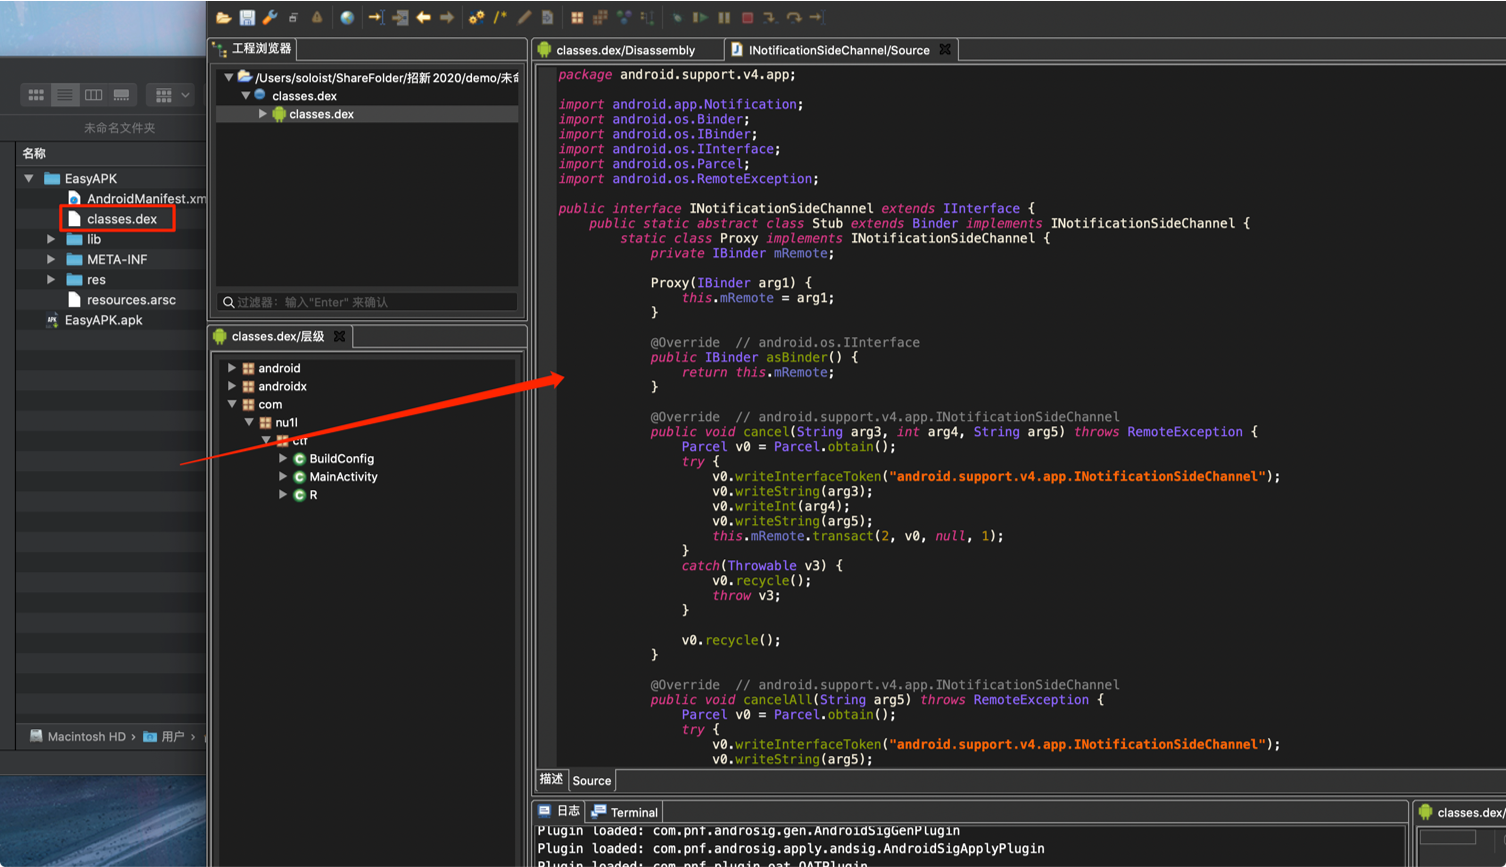 未命名文件夹
名称
EasyAPK
AndroidManifest.xm
classes.dex
lib
META-INF
res
resources.arsc
EasyAPK.apk
Macintosh HD › 用户 ›
工程浏览器
/Users/soloist/ShareFolder/招新2020/demo/未命
classes.dex
classes.dex
过滤器: 输入"Enter" 来确认
classes.dex/层级
android
androidx
com
nu1l
ctf
BuildConfig
MainActivity
R
classes.dex/Disassembly
INotificationSideChannel/Source
package android.support.v4.app;
import android.app.Notification;
import android.os.Binder;
import android.os.IBinder;
import android.os.IInterface;
import android.os.Parcel;
import android.os.RemoteException;
public interface INotificationSideChannel extends IInterface {
public static abstract class Stub extends Binder implements INotificationSideChannel {
static class Proxy implements INotificationSideChannel {
private IBinder mRemote;
Proxy(IBinder arg1) {
this.mRemote = arg1;
}
@Override  // android.os.IInterface
public IBinder asBinder() {
return this.mRemote;
}
@Override  // android.support.v4.app.INotificationSideChannel
public void cancel(String arg3, int arg4, String arg5) throws RemoteException {
Parcel v0 = Parcel.obtain();
try {
v0.writeInterfaceToken("android.support.v4.app.INotificationSideChannel");
v0.writeString(arg3);
v0.writeInt(arg4);
v0.writeString(arg5);
this.mRemote.transact(2, v0, null, 1);
}
catch(Throwable v3) {
v0.recycle();
throw v3;
}
v0.recycle();
}
@Override  // android.support.v4.app.INotificationSideChannel
public void cancelAll(String arg5) throws RemoteException {
Parcel v0 = Parcel.obtain();
try {
v0.writeInterfaceToken("android.support.v4.app.INotificationSideChannel");
v0.writeString(arg5);
描述
Source
日志
Terminal
Plugin loaded: com.pnf.androsig.gen.AndroidSigGenPlugin
Plugin loaded: com.pnf.androsig.apply.andsig.AndroidSigApplyPlugin
Plugin loaded: com.pnf.plugin.oat.OATPlugin
classes.dex/